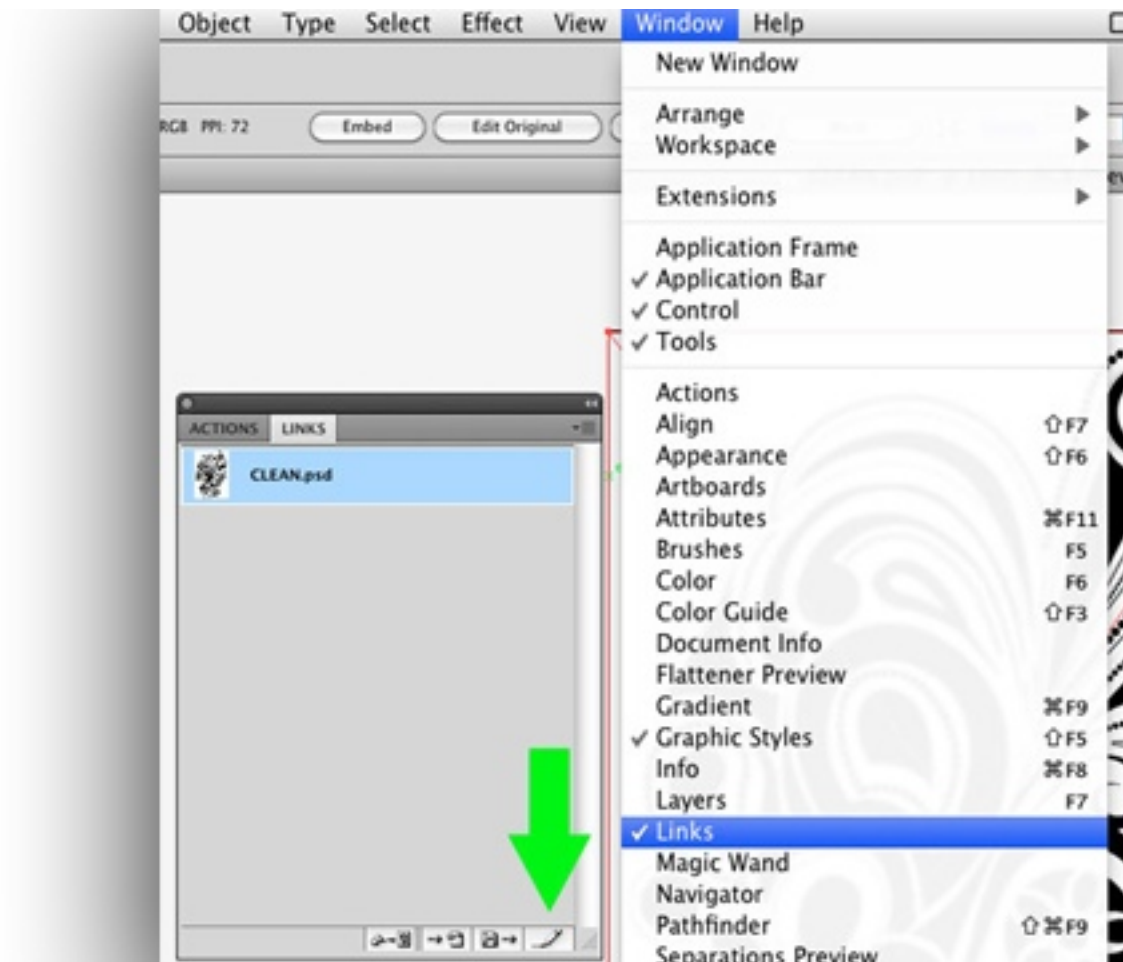 Object Type Select Effect View Window Help
New Window
RGB PPI: 72 Embed Edit Original
Arrange
Workspace
Extensions
Application Frame
✓ Application Bar
✓ Control
✓ Tools
ACTIONS LINKS
CLEAN.psd
Actions
Align ⇧F7
Appearance ⇧F6
Artboards
Attributes ⌘F11
Brushes F5
Color F6
Color Guide ⇧F3
Document Info
Flattener Preview
Gradient ⌘F9
✓ Graphic Styles ⇧F5
Info ⌘F8
Layers F7
✓ Links
Magic Wand
Navigator
Pathfinder ⇧⌘F9
Separations Preview